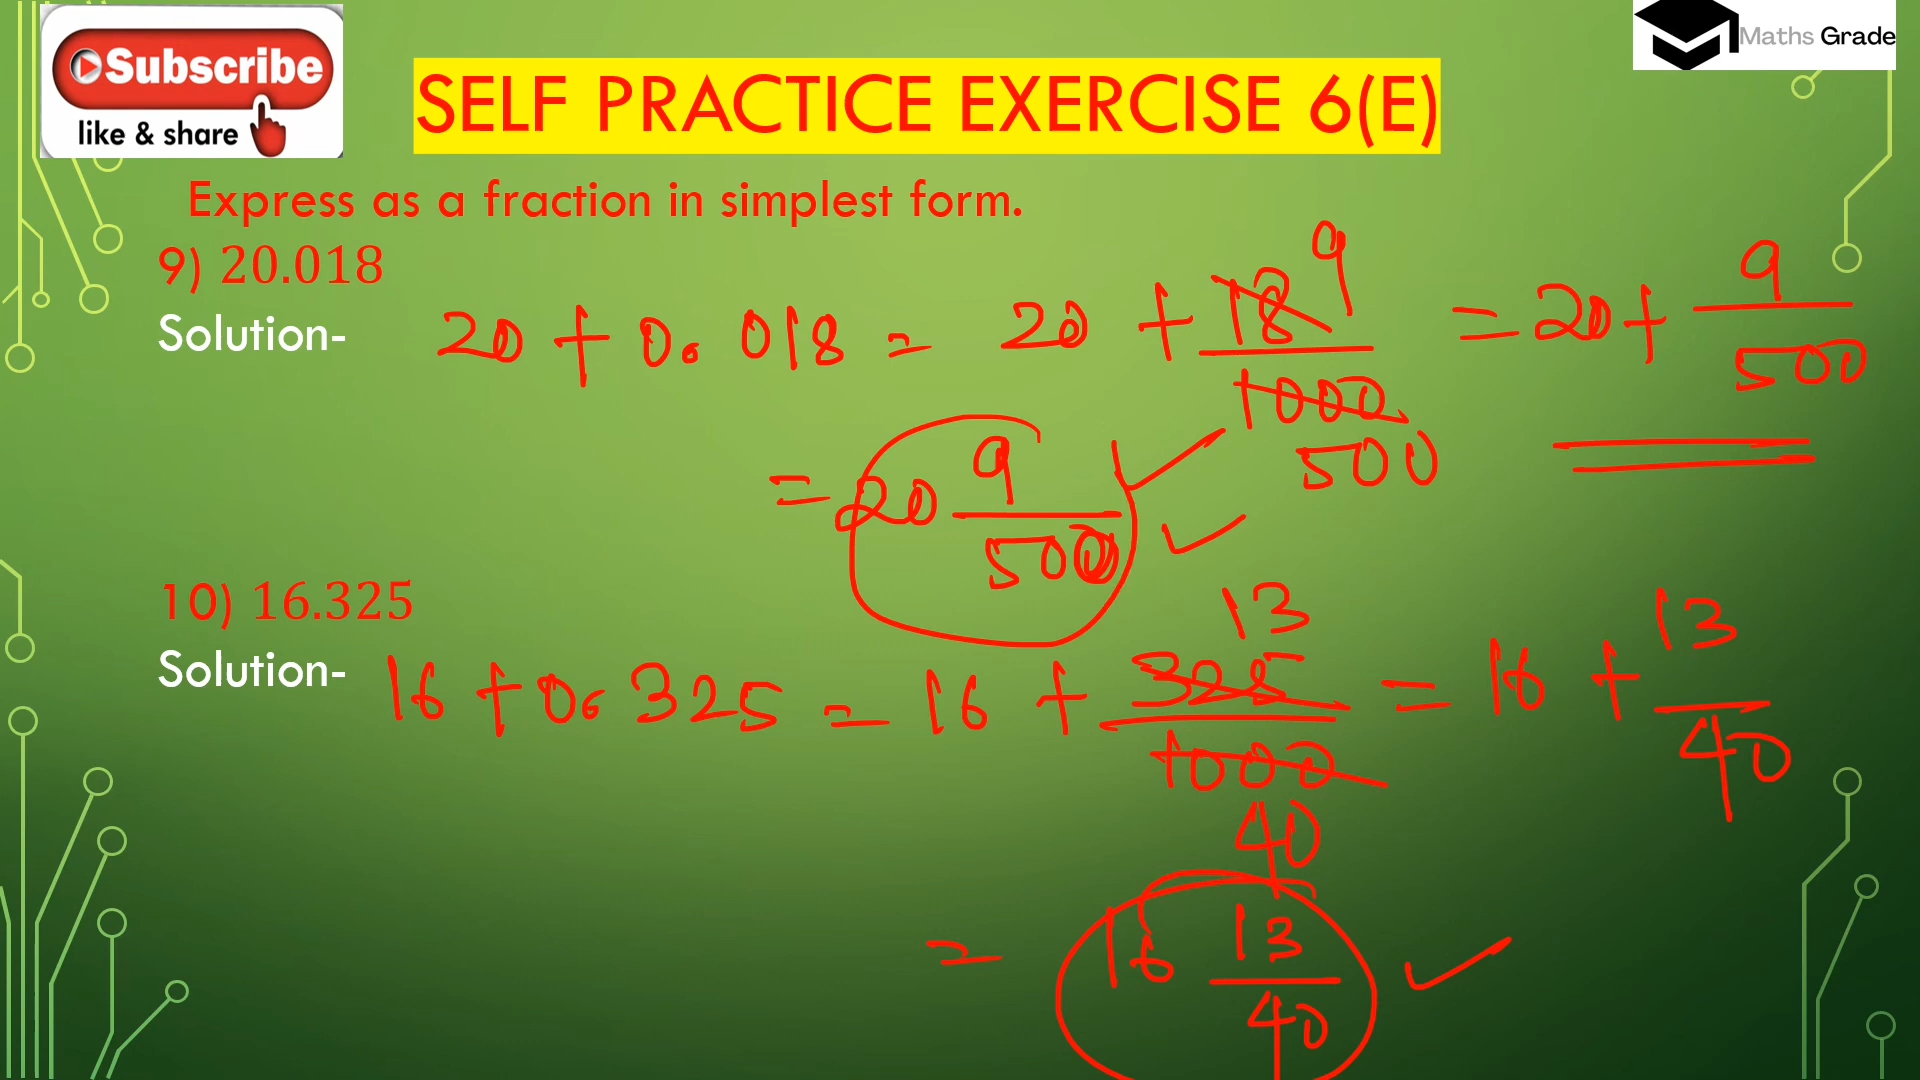 Subscribe
like & share
Maths Grade
SELF PRACTICE EXERCISE 6(E)
Express as a fraction in simplest form.
9) 20.018
Solution- 20 + 0.018 = 20 + 18/1000 9 500 = 20 + 9/500
= 20 9/500
10) 16.325
Solution- 16 + 0.325 = 16 + 325/1000 13 40 = 16 + 13/40
= 16 13/40